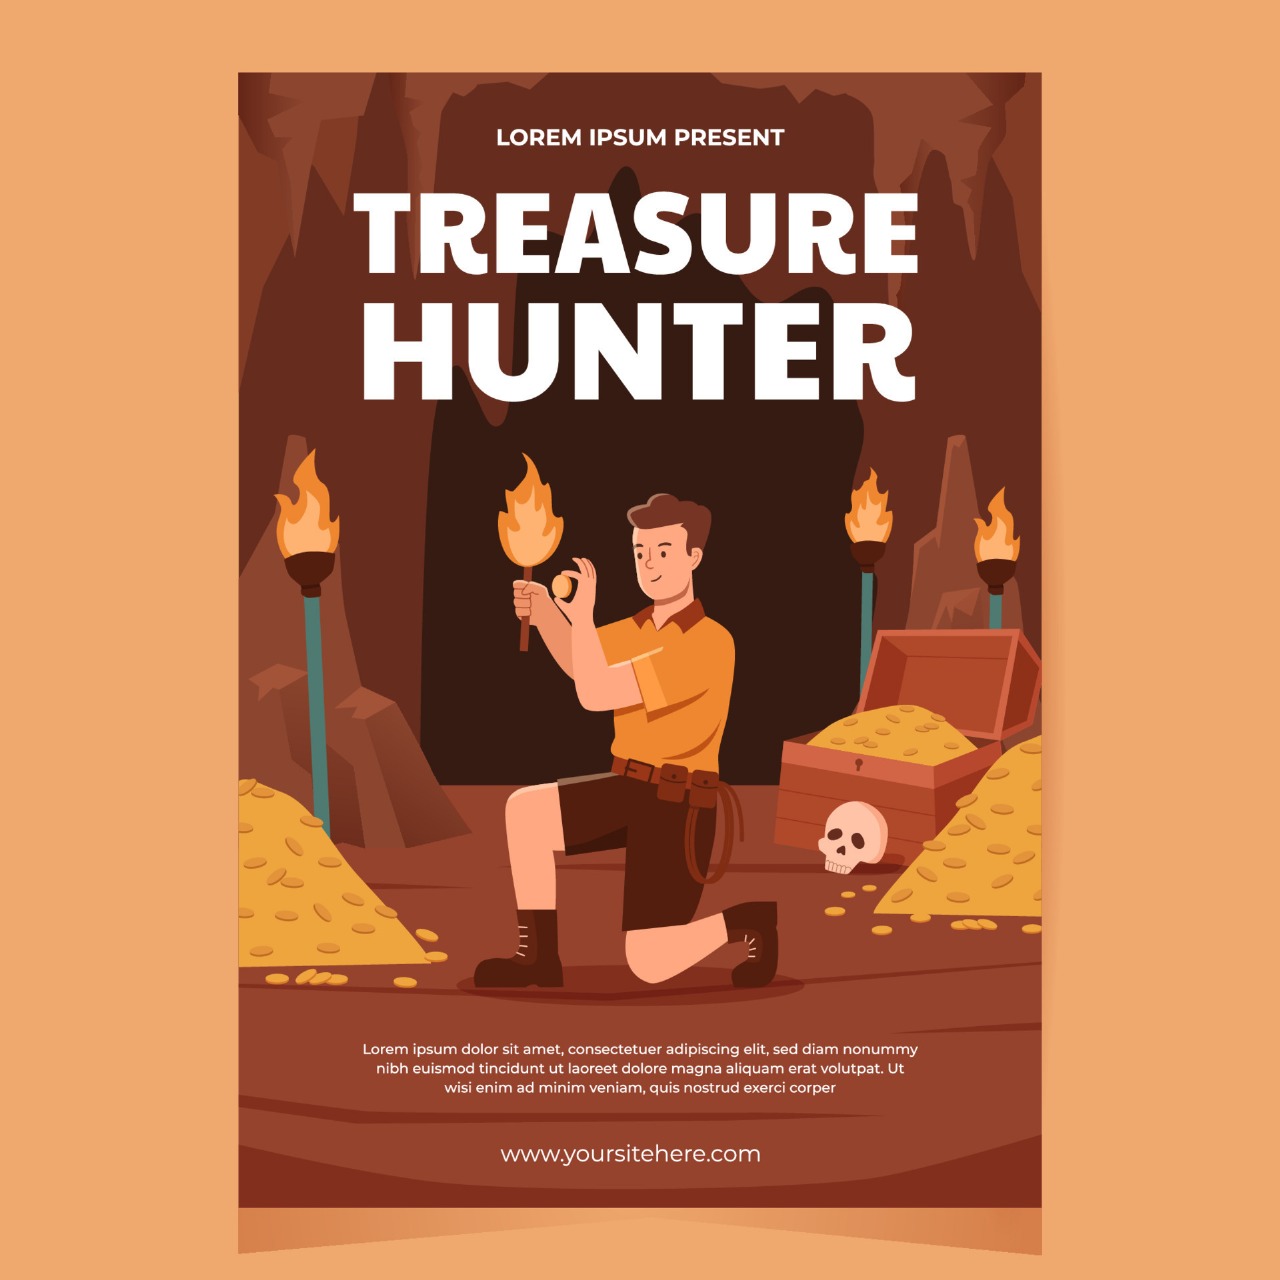 LOREM IPSUM PRESENT
TREASURE
HUNTER
Lorem ipsum dolor sit amet, consectetuer adipiscing elit, sed diam nonummy
nibh euismod tincidunt ut laoreet dolore magna aliquam erat volutpat. Ut
wisi enim ad minim veniam, quis nostrud exerci corper
www.yoursitehere.com